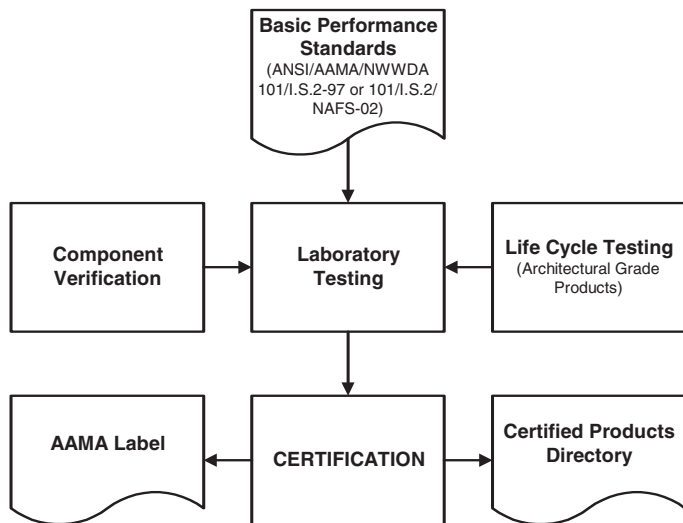 Basic Performance
Standards
(ANSI/AAMA/NWWDA
101/I.S.2-97 or 101/I.S.2/
NAFS-02)
Component
Verification
Laboratory
Testing
Life Cycle Testing
(Architectural Grade
Products)
AAMA Label
CERTIFICATION
Certified Products
Directory